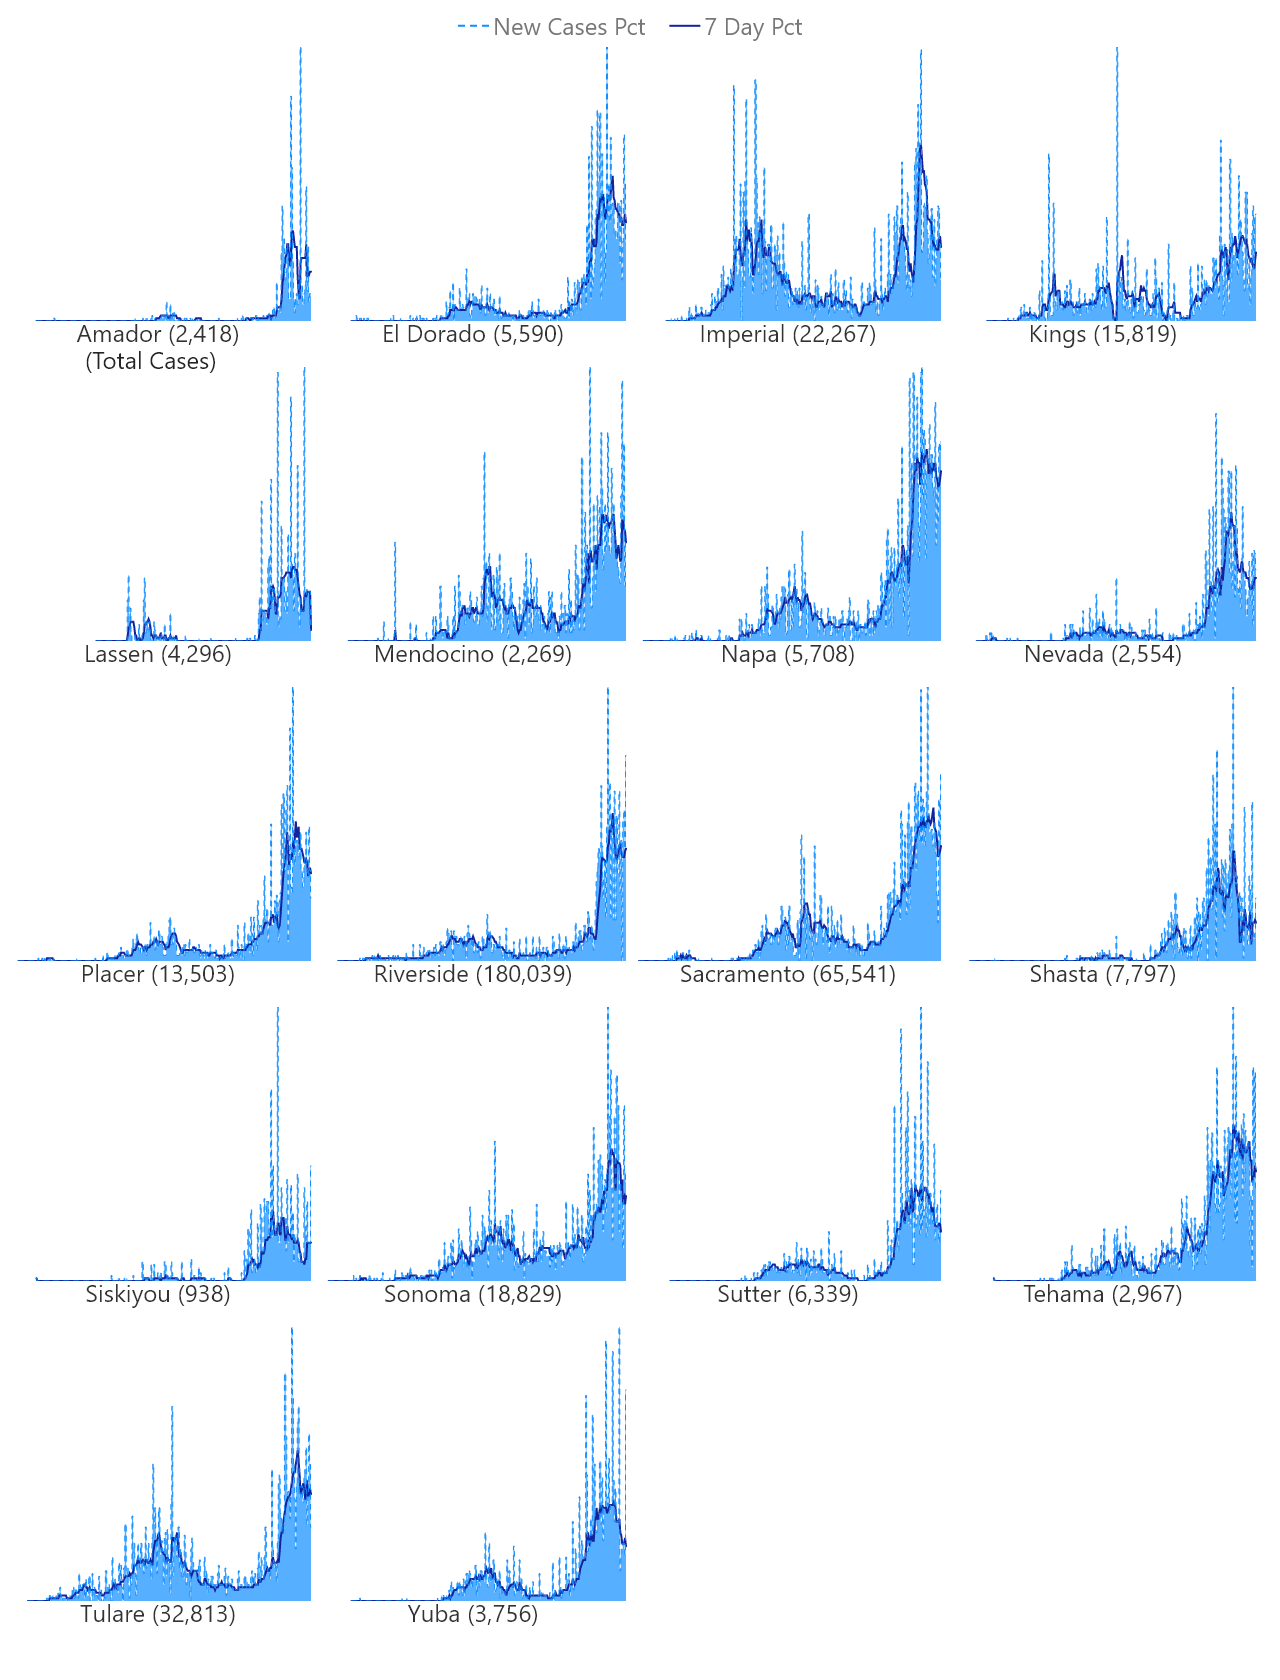 New Cases Pct 7 Day Pct
Amador (2,418) El Dorado (5,590) Imperial (22,267) Kings (15,819)
(Total Cases)
Lassen (4,296) Mendocino (2,269) Napa (5,708) Nevada (2,554)
Placer (13,503) Riverside (180,039) Sacramento (65,541) Shasta (7,797)
Siskiyou (938) Sonoma (18,829) Sutter (6,339) Tehama (2,967)
Tulare (32,813) Yuba (3,756)